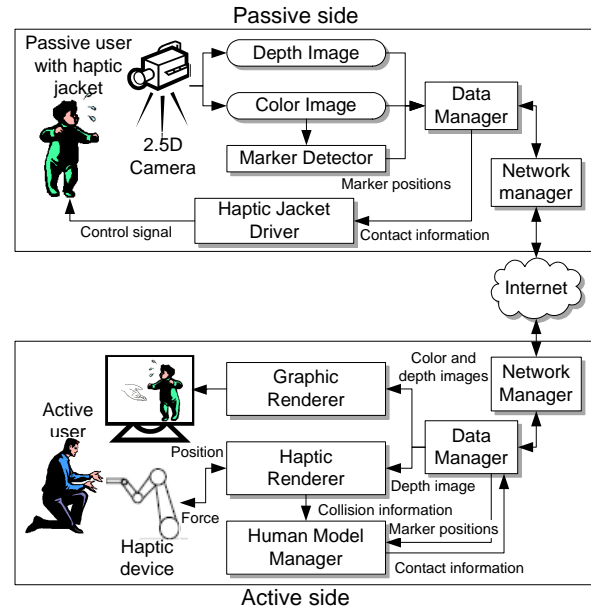 Passive side
Passive user
with haptic
jacket
2.5D
Camera
Depth Image
Color Image
Marker Detector
Marker positions
Data
Manager
Network
manager
Haptic Jacket
Driver
Control signal
Contact information
Internet
Color and
depth images
Network
Manager
Graphic
Renderer
Active
user
Position
Haptic
Renderer
Data
Manager
Depth image
Force
Collision information
Haptic
device
Human Model
Manager
Marker positions
Contact information
Active side